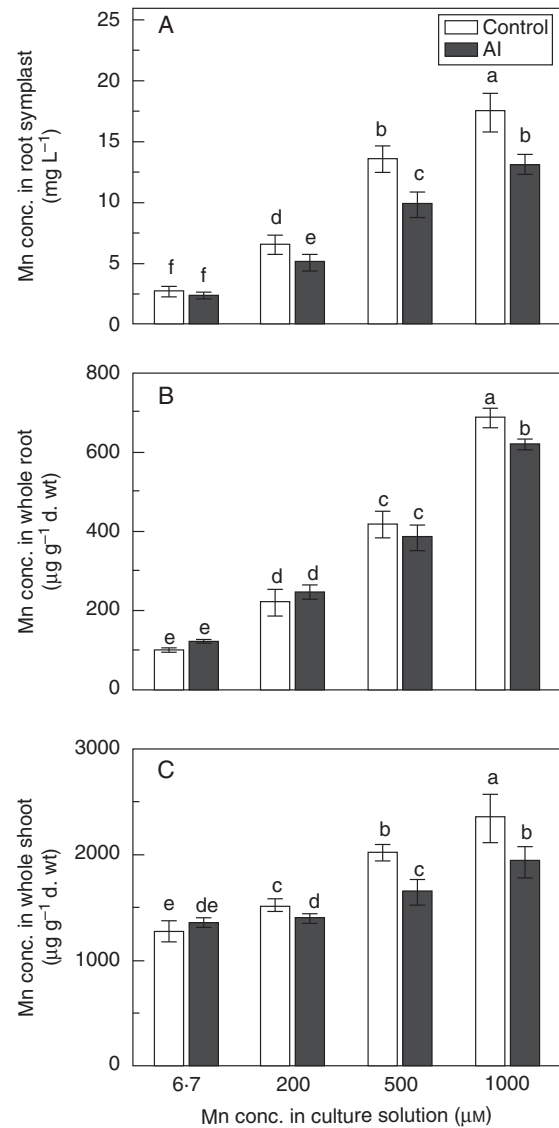 A
Control
Al
Mn conc. in root symplast
(mg L⁻¹)
25
20
15
10
5
0
f f
d
e
b
c
a
b
B
Mn conc. in whole root
(µg g⁻¹ d. wt)
800
600
400
200
0
e e
d d
c c
a
b
C
Mn conc. in whole shoot
(µg g⁻¹ d. wt)
3000
2000
1000
0
e de
c
d
b
c
a
b
6·7 200 500 1000
Mn conc. in culture solution (µM)